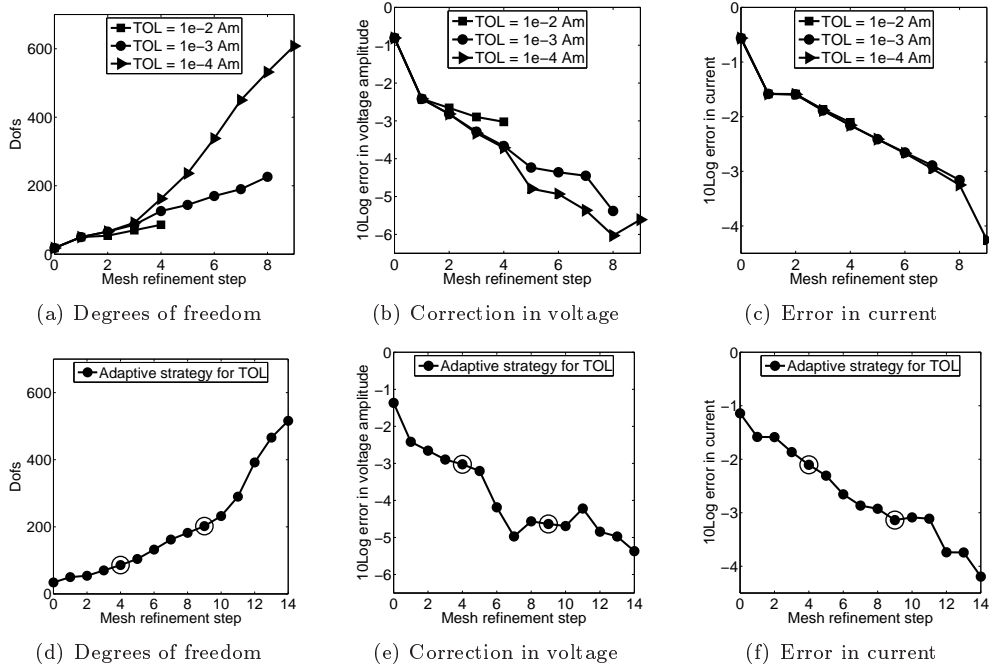 TOL = 1e−2 Am
TOL = 1e−3 Am
TOL = 1e−4 Am
600
400
200
0
Dofs
0 2 4 6 8
Mesh refinement step
(a) Degrees of freedom
TOL = 1e−2 Am
TOL = 1e−3 Am
TOL = 1e−4 Am
0
−1
−2
−3
−4
−5
−6
10Log error in voltage amplitude
0 2 4 6 8
Mesh refinement step
(b) Correction in voltage
TOL = 1e−2 Am
TOL = 1e−3 Am
TOL = 1e−4 Am
0
−1
−2
−3
−4
10Log error in current
0 2 4 6 8
Mesh refinement step
(c) Error in current
Adaptive strategy for TOL
600
400
200
0
Dofs
0 2 4 6 8 10 12 14
Mesh refinement step
(d) Degrees of freedom
Adaptive strategy for TOL
0
−1
−2
−3
−4
−5
−6
10Log error in voltage amplitude
0 2 4 6 8 10 12 14
Mesh refinement step
(e) Correction in voltage
Adaptive strategy for TOL
0
−1
−2
−3
−4
10Log error in current
0 2 4 6 8 10 12 14
Mesh refinement step
(f) Error in current